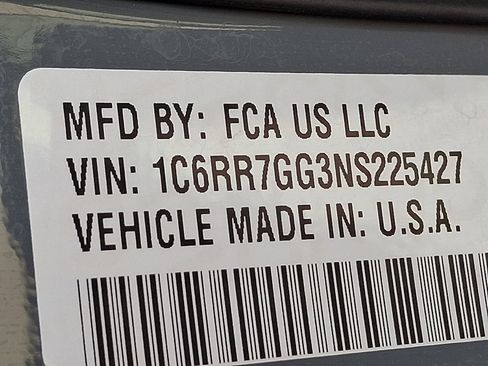 MFD BY: FCA US LLC
VIN: 1C6RR7GG3NS225427
VEHICLE MADE IN: U.S.A.